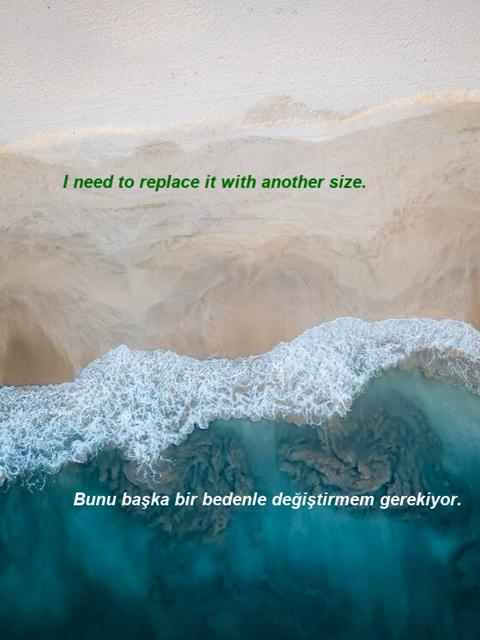 I need to replace it with another size.
Bunu başka bir bedenle değiştirmem gerekiyor.